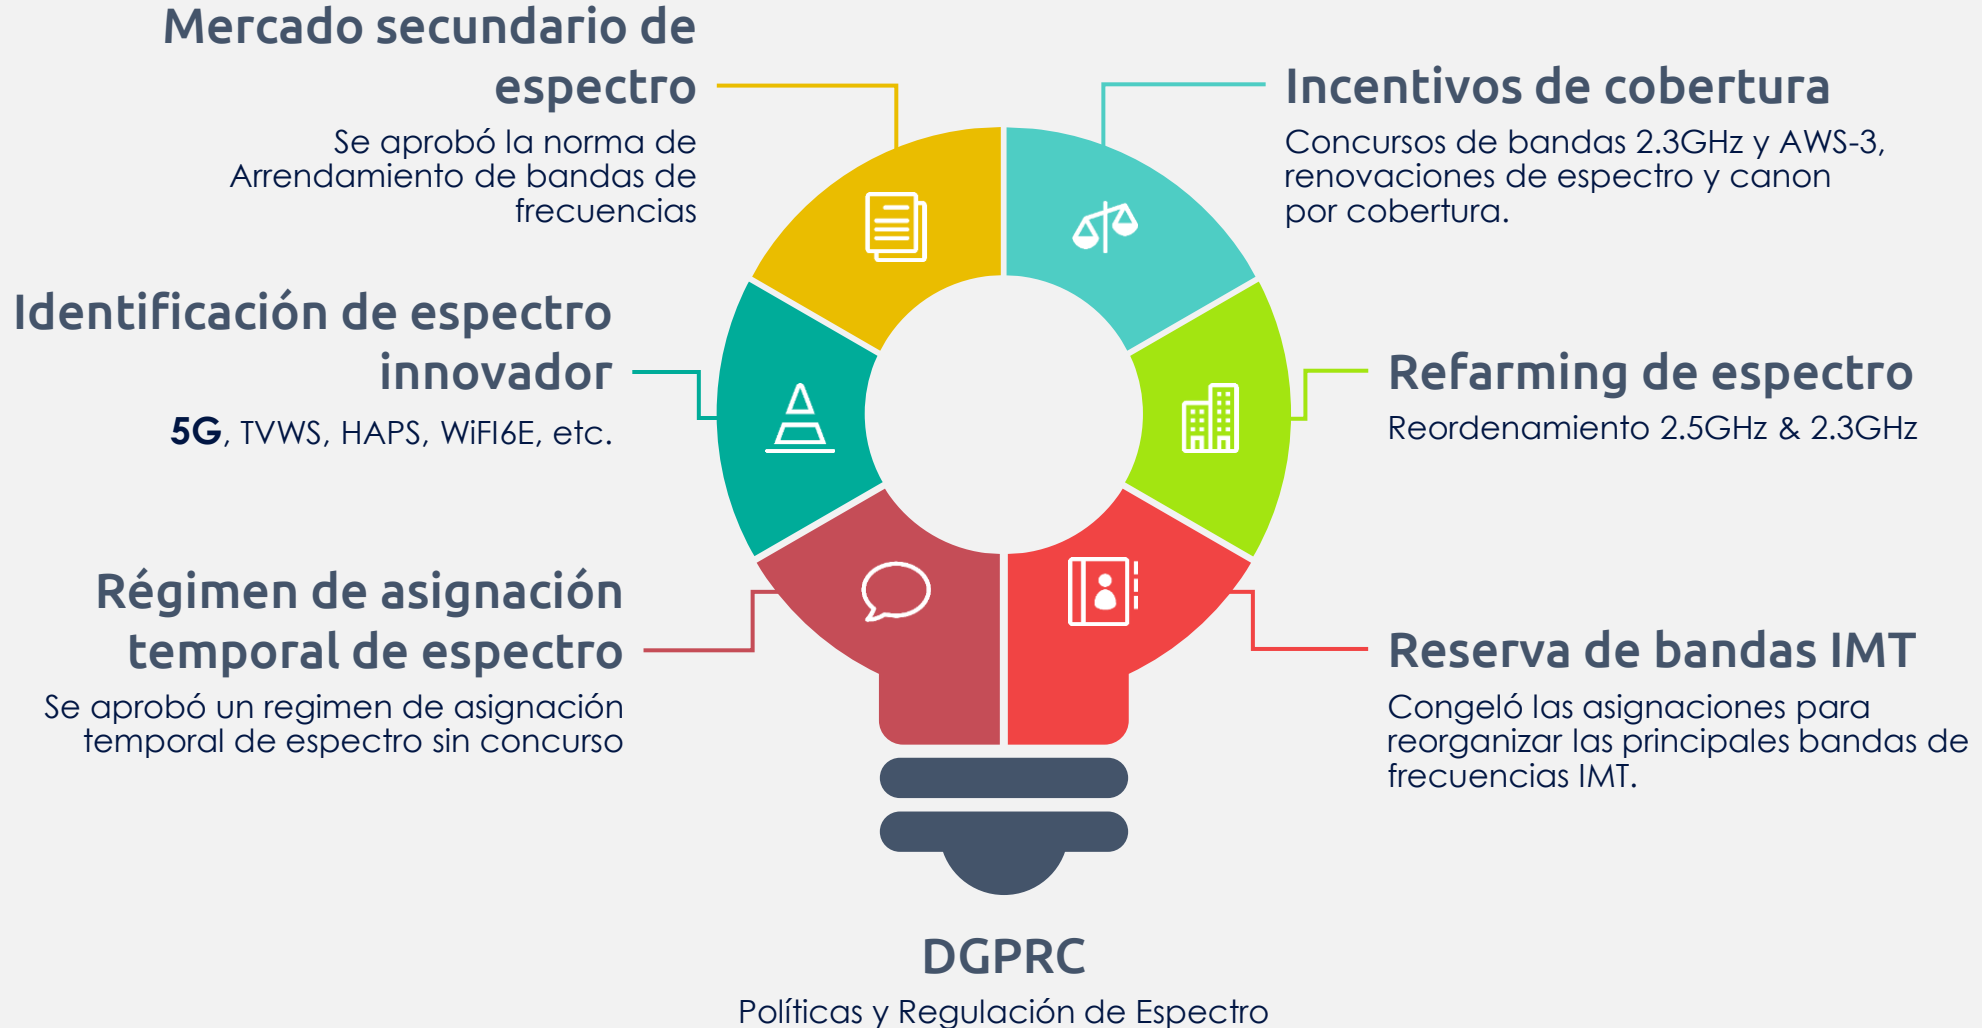 Mercado secundario de
espectro
Se aprobó la norma de
Arrendamiento de bandas de
frecuencias
Incentivos de cobertura
Concursos de bandas 2.3GHz y AWS-3,
renovaciones de espectro y canon
por cobertura.
Identificación de espectro
innovador
5G, TVWS, HAPS, WiFI6E, etc.
Refarming de espectro
Reordenamiento 2.5GHz & 2.3GHz
Régimen de asignación
temporal de espectro
Se aprobó un regimen de asignación
temporal de espectro sin concurso
Reserva de bandas IMT
Congeló las asignaciones para
reorganizar las principales bandas de
frecuencias IMT.
DGPRC
Políticas y Regulación de Espectro